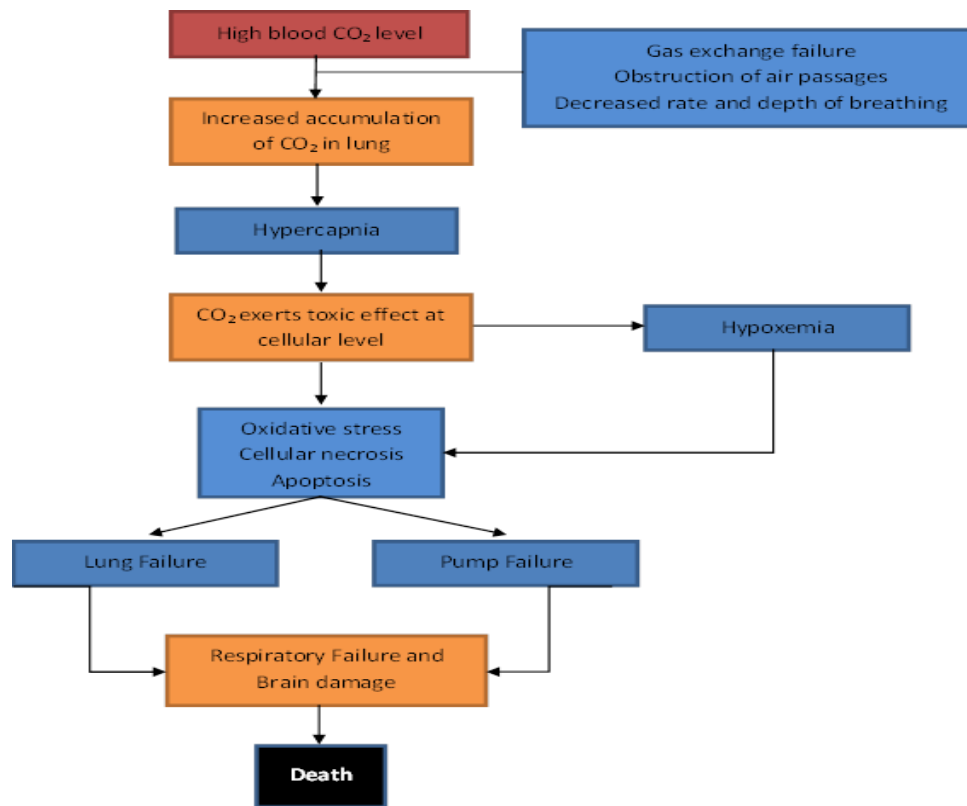 High blood CO₂ level
Gas exchange failure
Obstruction of air passages
Decreased rate and depth of breathing
Increased accumulation
of CO₂ in lung
Hypercapnia
CO₂ exerts toxic effect at
cellular level
Hypoxemia
Oxidative stress
Cellular necrosis
Apoptosis
Lung Failure
Pump Failure
Respiratory Failure and
Brain damage
Death